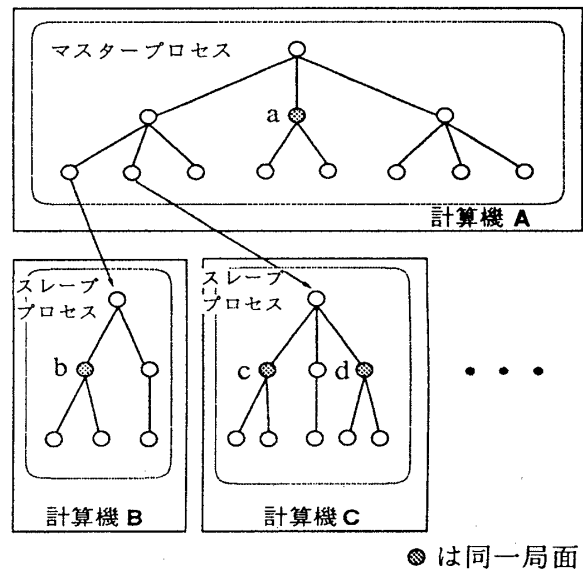 マスタープロセス
a
計算機 A
スレーブ
プロセス
b
計算機 B
スレーブ
プロセス
c
d
計算機 C
• • •
は同一局面